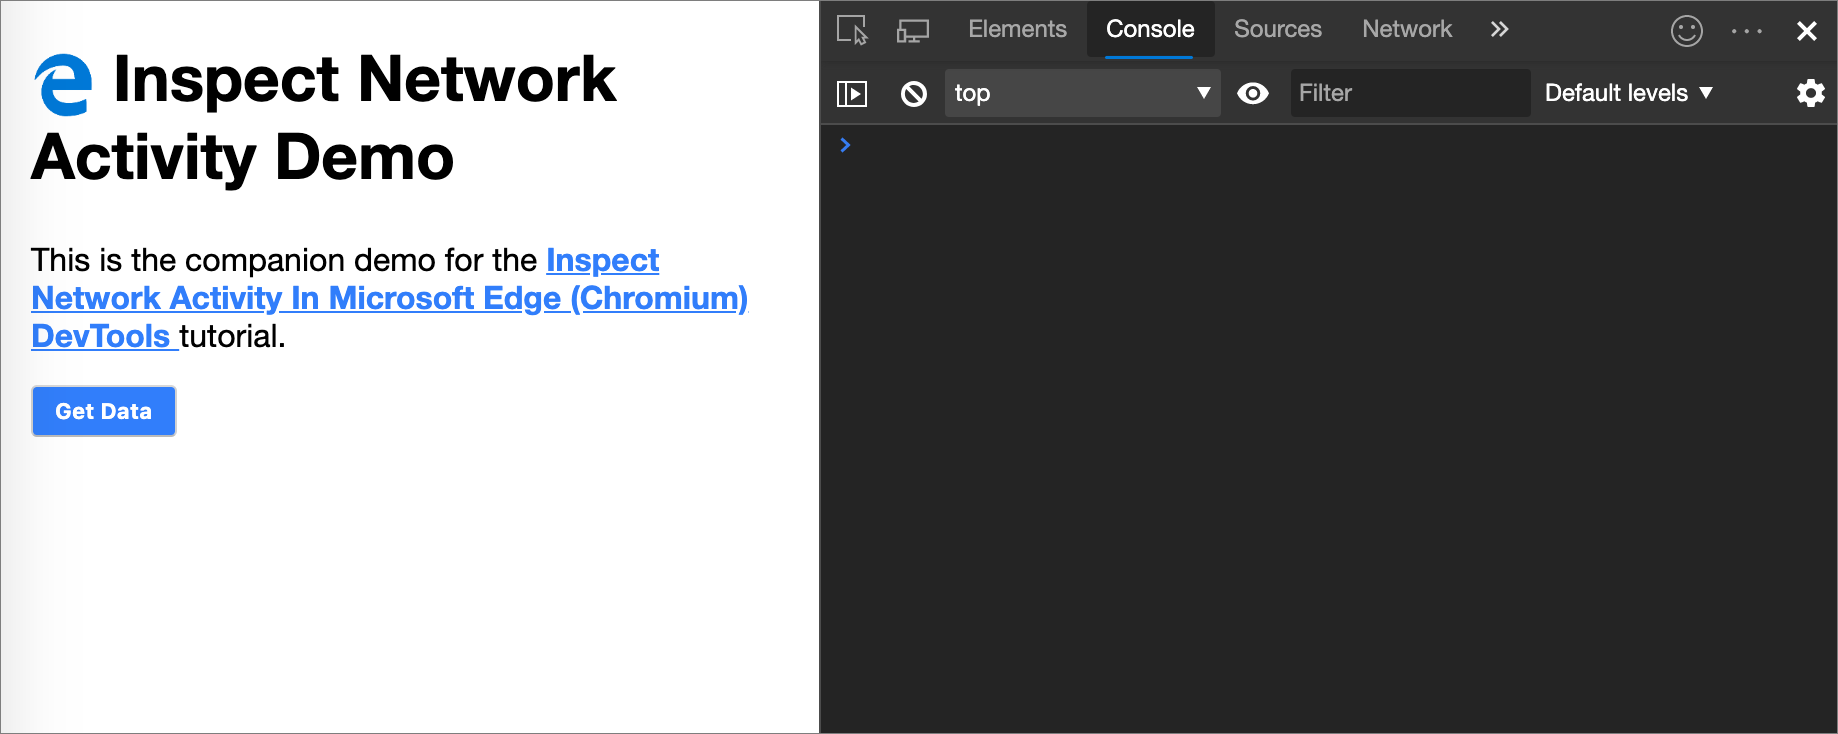 Inspect Network
Activity Demo
This is the companion demo for the Inspect
Network Activity In Microsoft Edge (Chromium)
DevTools tutorial.
Get Data
Elements Console Sources Network
top Filter Default levels